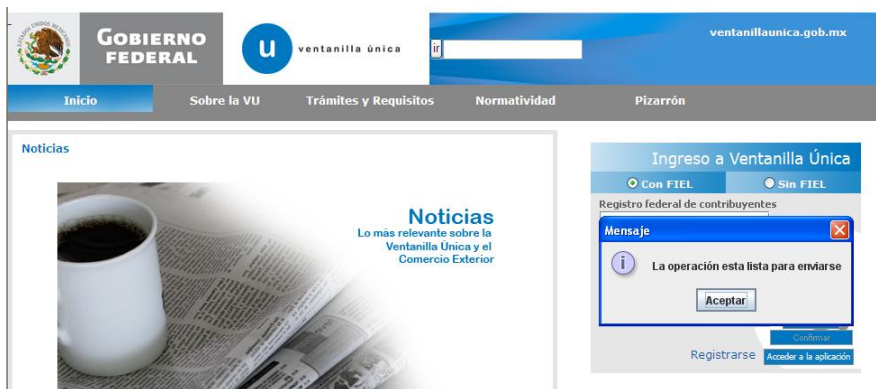 GOBIERNO
FEDERAL
u
ventanilla única
ir
ventanillaunica.gob.mx
Inicio
Sobre la VU
Trámites y Requisitos
Normatividad
Pizarrón
Noticias
Noticias
Lo más relevante sobre la
Ventanilla Única y el
Comercio Exterior
Ingreso a Ventanilla Única
Con FIEL
Sin FIEL
Registro federal de contribuyentes
Mensaje
La operación esta lista para enviarse
Aceptar
Confirmar
Registrarse
Acceder a la aplicación